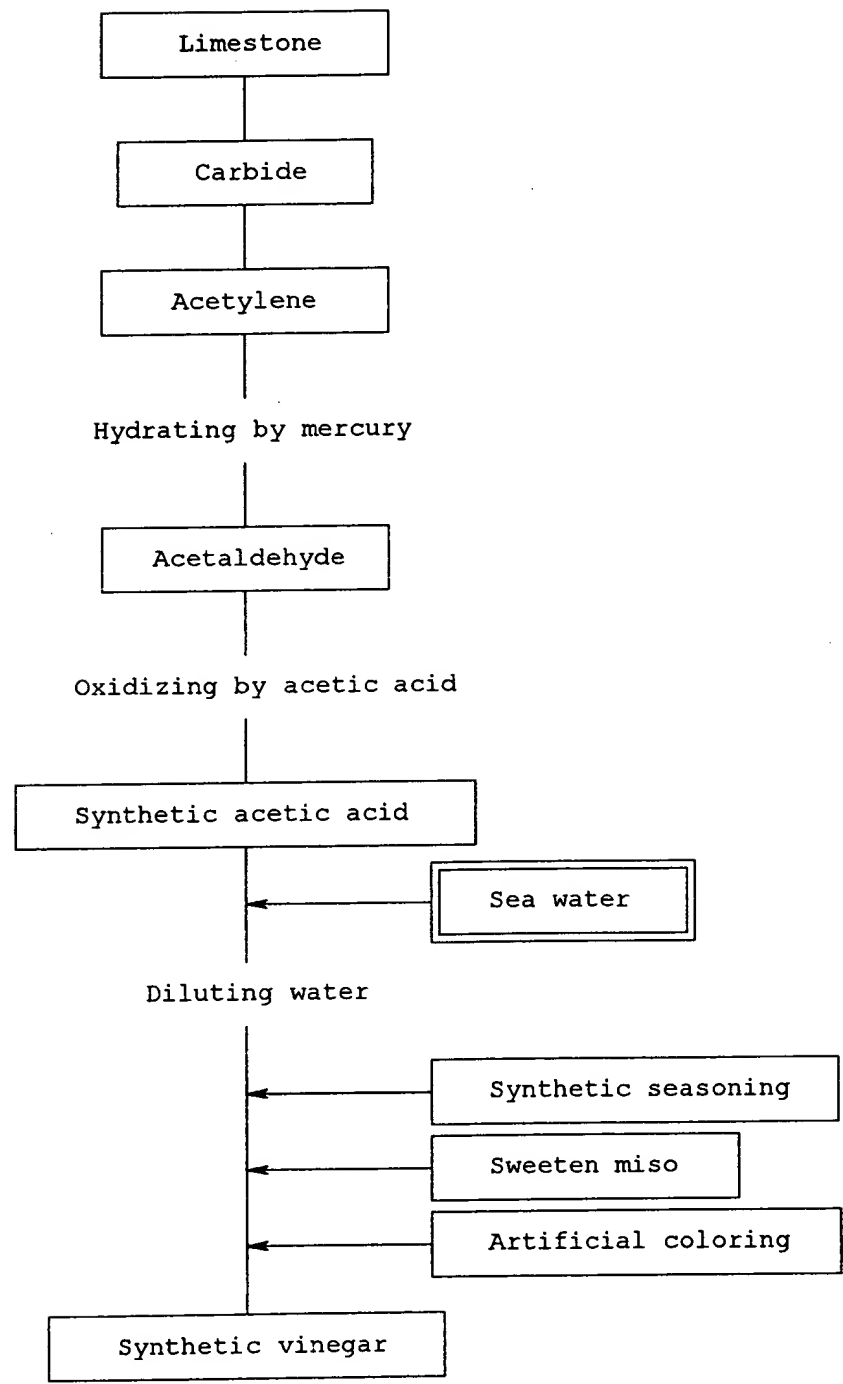 Limestone
Carbide
Acetylene
Hydrating by mercury
Acetaldehyde
Oxidizing by acetic acid
Synthetic acetic acid
Sea water
Diluting water
Synthetic seasoning
Sweeten miso
Artificial coloring
Synthetic vinegar